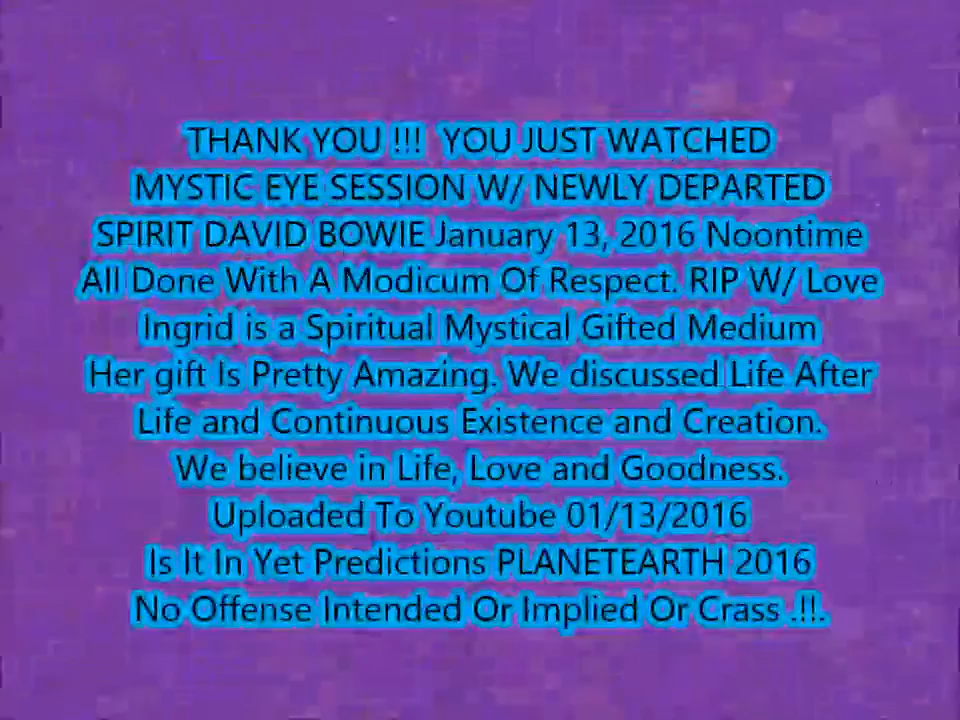 THANK YOU !!! YOU JUST WATCHED
MYSTIC EYE SESSION W/ NEWLY DEPARTED
SPIRIT DAVID BOWIE January 13, 2016 Noontime
All Done With A Modicum Of Respect. RIP W/ Love
Ingrid is a Spiritual Mystical Gifted Medium
Her gift Is Pretty Amazing. We discussed Life After
Life and Continuous Existence and Creation.
We believe in Life, Love and Goodness.
Uploaded To Youtube 01/13/2016
Is It In Yet Predictions PLANETEARTH 2016
No Offense Intended Or Implied Or Crass .!!.